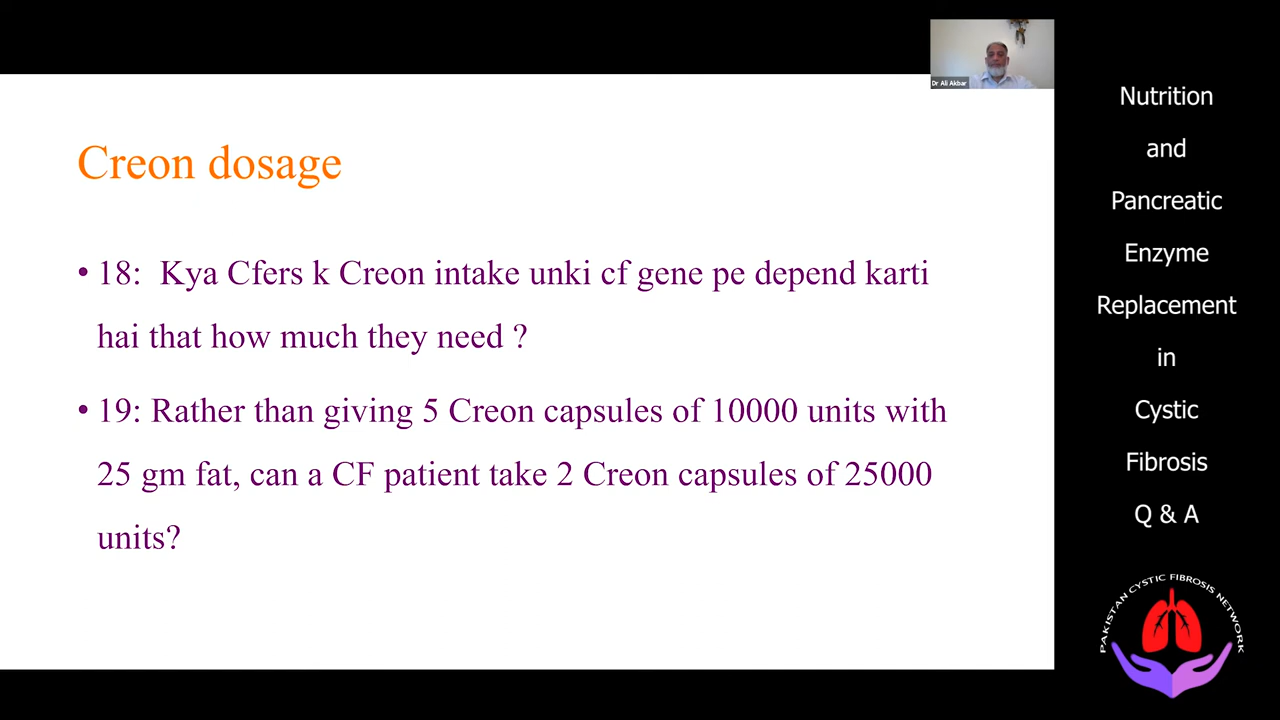 Dr Ali Akbar
Creon dosage
• 18:  Kya Cfers k Creon intake unki cf gene pe depend karti
hai that how much they need ?
• 19: Rather than giving 5 Creon capsules of 10000 units with
25 gm fat, can a CF patient take 2 Creon capsules of 25000
units?
Nutrition
and
Pancreatic
Enzyme
Replacement
in
Cystic
Fibrosis
Q & A
PAKISTAN CYSTIC FIBROSIS NETWORK